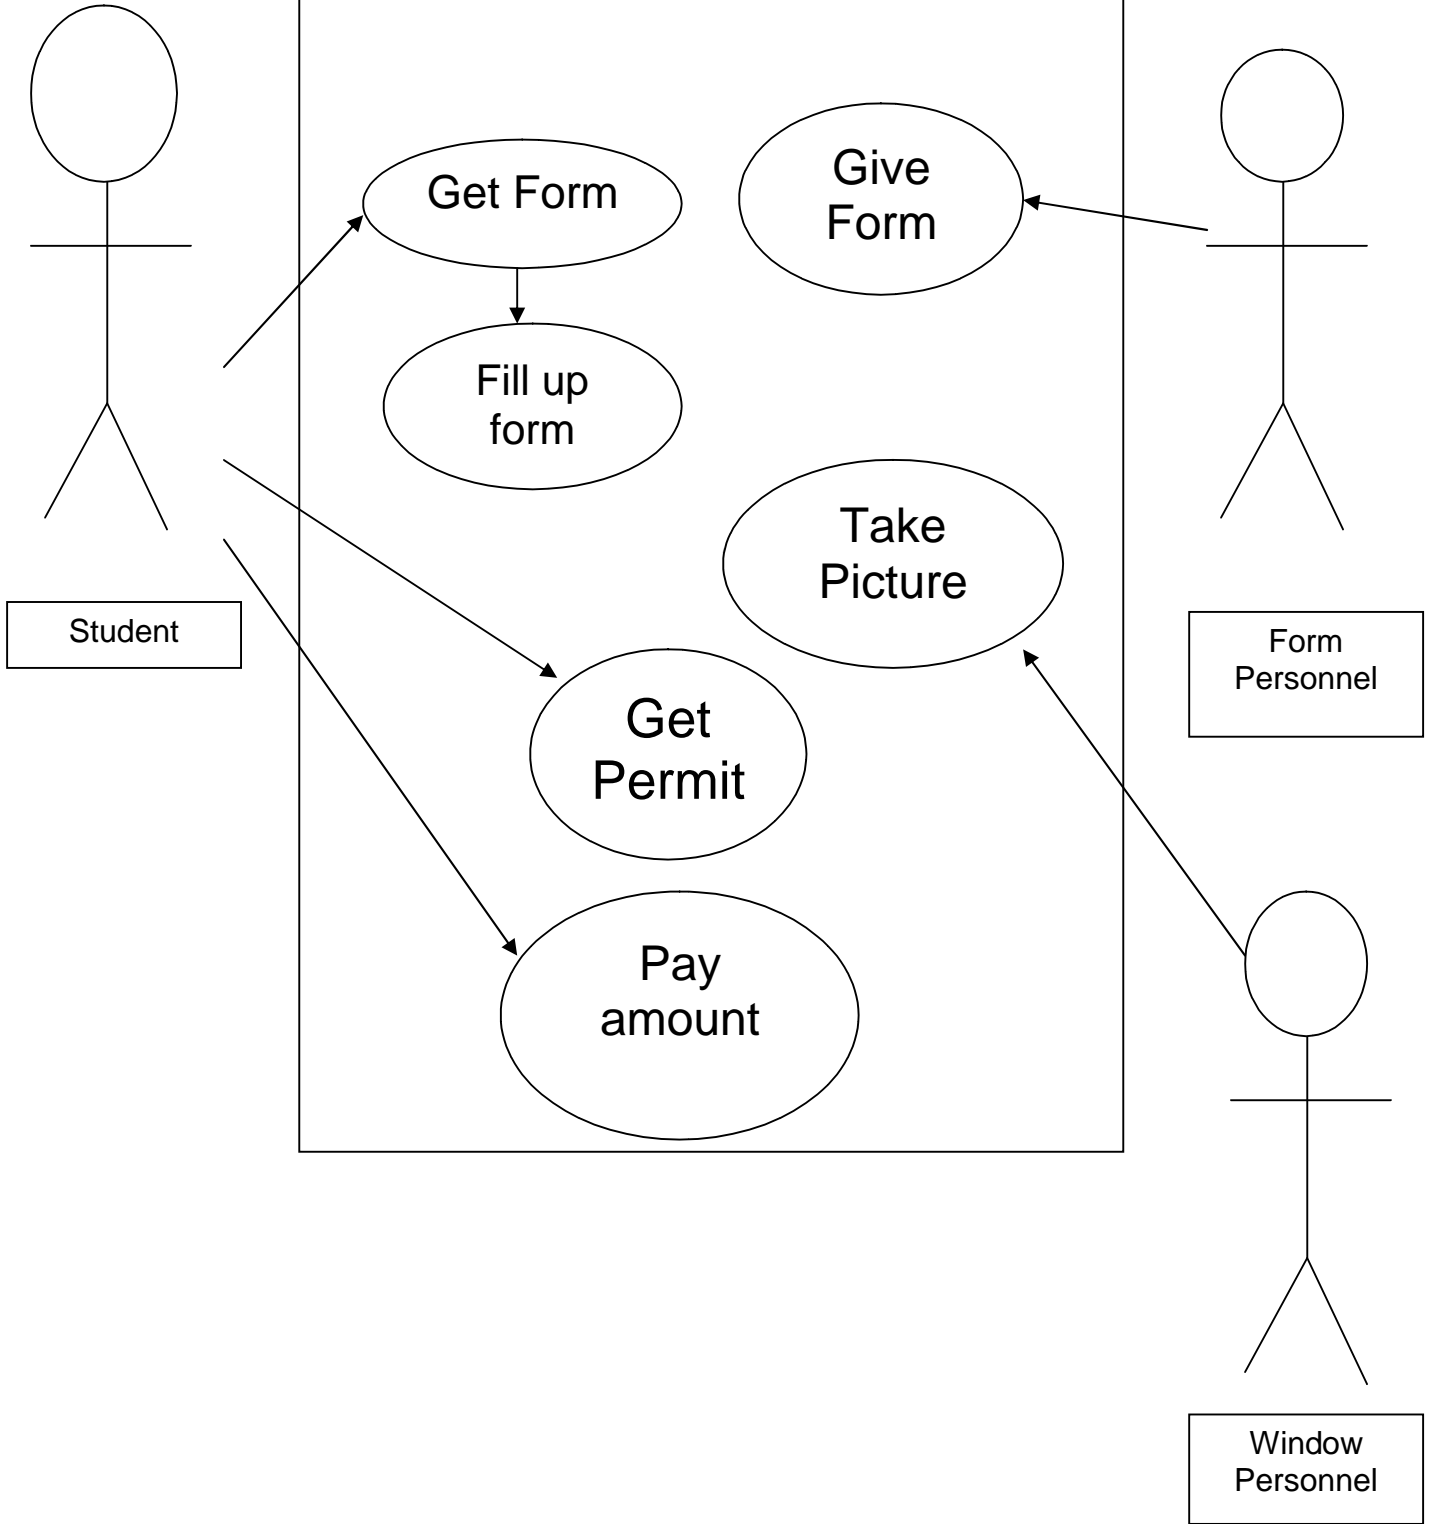 Get Form
Give
Form
Fill up
form
Take
Picture
Student
Form
Personnel
Get
Permit
Pay
amount
Window
Personnel